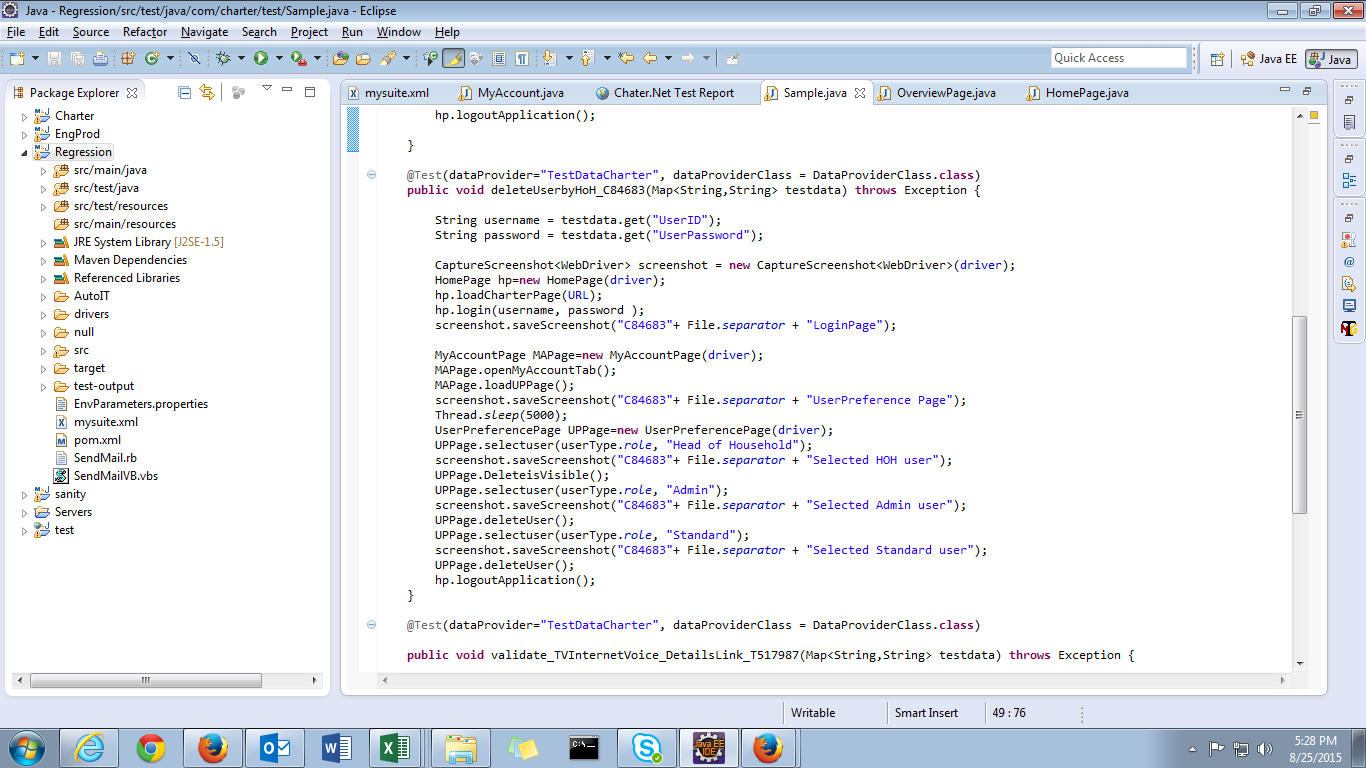 Java - Regression/src/test/java/com/charter/test/Sample.java - Eclipse
File Edit Source Refactor Navigate Search Project Run Window Help
Quick Access
Java EE
Java
Package Explorer
mysuite.xml
MyAccount.java
Chater.Net Test Report
Sample.java
OverviewPage.java
HomePage.java
Charter
EngProd
Regression
src/main/java
src/test/java
src/test/resources
src/main/resources
JRE System Library [J2SE-1.5]
Maven Dependencies
Referenced Libraries
AutoIT
drivers
null
src
target
test-output
EnvParameters.properties
mysuite.xml
pom.xml
SendMail.rb
SendMailVB.vbs
sanity
Servers
test
hp.logoutApplication();
}
@Test(dataProvider="TestDataCharter", dataProviderClass = DataProviderClass.class)
public void deleteUserbyHoH_C84683(Map<String,String> testdata) throws Exception {
String username = testdata.get("UserID");
String password = testdata.get("UserPassword");
CaptureScreenshot<WebDriver> screenshot = new CaptureScreenshot<WebDriver>(driver);
HomePage hp=new HomePage(driver);
hp.loadCharterPage(URL);
hp.login(username, password );
screenshot.saveScreenshot("C84683"+ File.separator + "LoginPage");
MyAccountPage MAPage=new MyAccountPage(driver);
MAPage.openMyAccountTab();
MAPage.loadUPPage();
screenshot.saveScreenshot("C84683"+ File.separator + "UserPreference Page");
Thread.sleep(5000);
UserPreferencePage UPPage=new UserPreferencePage(driver);
UPPage.selectuser(userType.role, "Head of Household");
screenshot.saveScreenshot("C84683"+ File.separator + "Selected HOH user");
UPPage.DeleteisVisible();
UPPage.selectuser(userType.role, "Admin");
screenshot.saveScreenshot("C84683"+ File.separator + "Selected Admin user");
UPPage.deleteUser();
UPPage.selectuser(userType.role, "Standard");
screenshot.saveScreenshot("C84683"+ File.separator + "Selected Standard user");
UPPage.deleteUser();
hp.logoutApplication();
}
@Test(dataProvider="TestDataCharter", dataProviderClass = DataProviderClass.class)
public void validate_TVInternetVoice_DetailsLink_T517987(Map<String,String> testdata) throws Exception {
Writable
Smart Insert
49 : 76
5:28 PM
8/25/2015